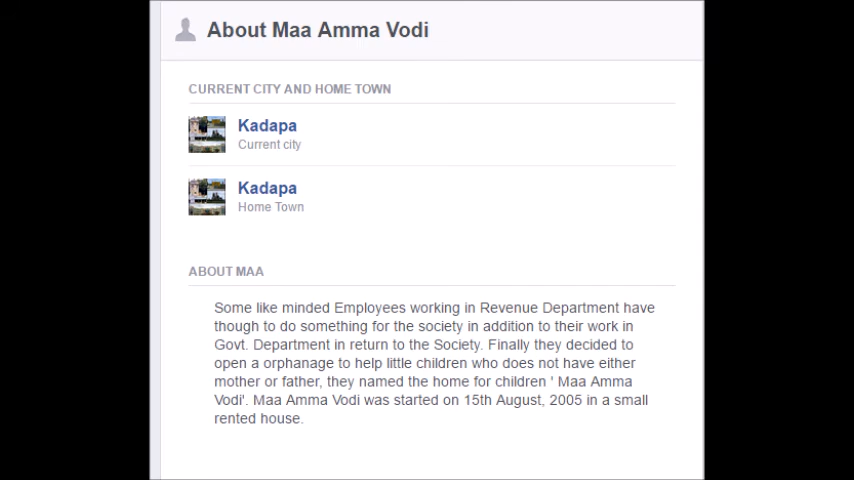 About Maa Amma Vodi
CURRENT CITY AND HOME TOWN
Kadapa
Current city
Kadapa
Home Town
ABOUT MAA
Some like minded Employees working in Revenue Department have
though to do something for the society in addition to their work in
Govt. Department in return to the Society. Finally they decided to
open a orphanage to help little children who does not have either
mother or father, they named the home for children ' Maa Amma
Vodi'. Maa Amma Vodi was started on 15th August, 2005 in a small
rented house.